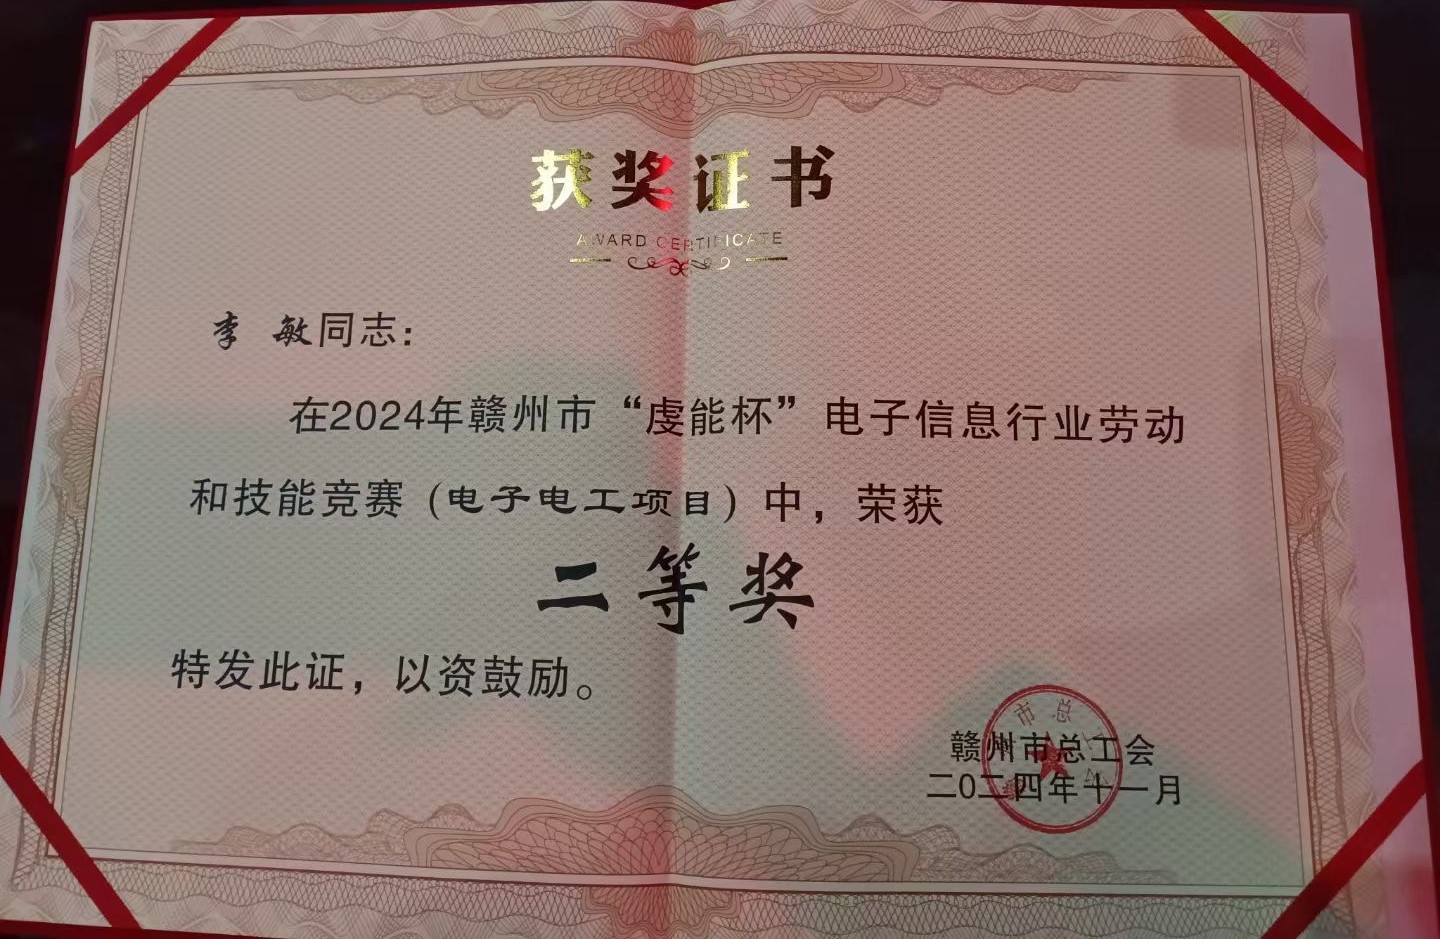 获奖证书
AWARD CERTIFICATE
李 敏同志：
在2024年赣州市“虔能杯”电子信息行业劳动
和技能竞赛（电子电工项目）中，荣获
二等奖
特发此证，以资鼓励。
赣州市总工会
二0二四年十一月